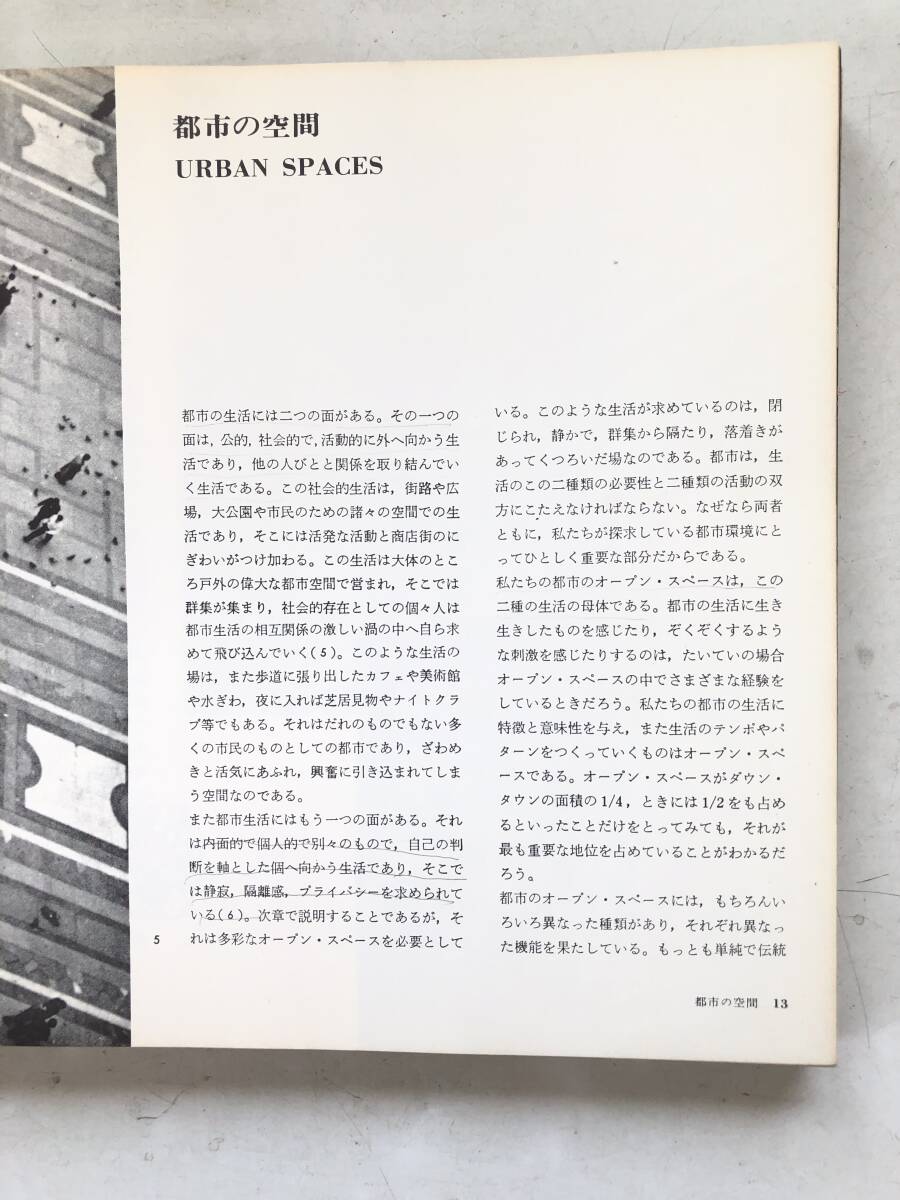 都市の空間
URBAN SPACES
都市の生活には二つの面がある。その一つの
面は，公的，社会的で，活動的に外へ向かう生
活であり，他の人びとと関係を取り結んでい
く生活である。この社会的生活は，街路や広
場，大公園や市民のための諸々の空間での生
活であり，そこには活発な活動と商店街のに
ぎわいがつけ加わる。この生活は大体のとこ
ろ戸外の偉大な都市空間で営まれ，そこでは
群集が集まり，社会的存在としての個々人は
都市生活の相互関係の激しい渦の中へ自ら求
めて飛び込んでいく(5)。このような生活の
場は，また歩道に張り出したカフェや美術館
や水ぎわ，夜に入れば芝居見物やナイトクラ
ブ等でもある。それはだれのものでもない多
くの市民のものとしての都市であり，ざわめ
きと活気にあふれ，興奮に引き込まれてしま
う空間なのである。
また都市生活にはもう一つの面がある。それ
は内面的で個人的で別々のもので，自己の判
断を軸とした個へ向かう生活であり，そこで
は静寂，隔離感，プライバシーを求められて
いる(6)。次章で説明することであるが，そ
れは多彩なオープン・スペースを必要として
5
いる。このような生活が求めているのは，閉
じられ，静かで，群集から隔たり，落着きが
あってくつろいだ場なのである。都市は，生
活のこの二種類の必要性と二種類の活動の双
方にこたえなければならない。なぜなら両者
ともに，私たちが探求している都市環境にと
ってひとしく重要な部分だからである。
私たちの都市のオープン・スペースは，この
二種の生活の母体である。都市の生活に生き
生きしたものを感じたり，ぞくぞくするよう
な刺激を感じたりするのは，たいていの場合
オープン・スペースの中でさまざまな経験を
しているときだろう。私たちの都市の生活に
特徴と意味性を与え，また生活のテンポやパ
ターンをつくっていくものはオープン・スペ
ースである。オープン・スペースがダウン・
タウンの面積の1/4，ときには1/2をも占め
るといったことだけをとってみても，それが
最も重要な地位を占めていることがわかるだ
ろう。
都市のオープン・スペースには，もちろんい
ろいろ異なった種類があり，それぞれ異なっ
た機能を果たしている。もっとも単純で伝統
都市の空間 13